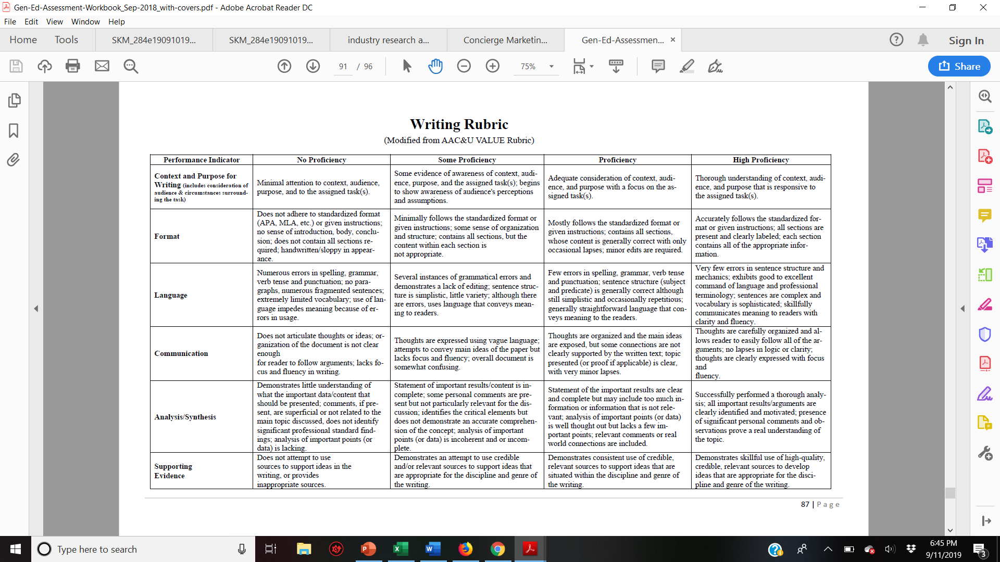 Gen-Ed-Assessment-Workbook_Sep-2018_with-covers.pdf - Adobe Acrobat Reader DC
File Edit View Window Help
Home Tools SKM_284e19091019... SKM_284e19091019... industry research a... Concierge Marketin... Gen-Ed-Assessmen... × Sign In
91 / 96 75% Share
Writing Rubric
(Modified from AAC&U VALUE Rubric)
Performance Indicator No Proficiency Some Proficiency Proficiency High Proficiency
Context and Purpose for
Writing (includes consideration of
audience & circumstances surround-
ing the task)
Minimal attention to context, audience,
purpose, and to the assigned task(s).
Some evidence of awareness of context, audi-
ence, purpose, and the assigned task(s); begins
to show awareness of audience's perceptions
and assumptions.
Adequate consideration of context, audi-
ence, and purpose with a focus on the as-
signed task(s).
Thorough understanding of context, audi-
ence, and purpose that is responsive to
the assigned task(s).
Format
Does not adhere to standardized format
(APA, MLA, etc.) or given instructions;
no sense of introduction, body, conclu-
sion; does not contain all sections re-
quired; handwritten/sloppy in appear-
ance.
Minimally follows the standardized format or
given instructions; some sense of organization
and structure; contains all sections, but the
content within each section is
not appropriate.
Mostly follows the standardized format or
given instructions; contains all sections,
whose content is generally correct with only
occasional lapses; minor edits are required.
Accurately follows the standardized for-
mat or given instructions; all sections are
present and clearly labeled; each section
contains all of the appropriate infor-
mation.
Language
Numerous errors in spelling, grammar,
verb tense and punctuation; no para-
graphs, numerous fragmented sentences;
extremely limited vocabulary; use of lan-
guage impedes meaning because of er-
rors in usage.
Several instances of grammatical errors and
demonstrates a lack of editing; sentence struc-
ture is simplistic, little variety; although there
are errors, uses language that conveys mean-
ing to readers.
Few errors in spelling, grammar, verb tense
and punctuation; sentence structure (subject
and predicate) is generally correct although
still simplistic and occasionally repetitious;
generally straightforward language that con-
veys meaning to the readers.
Very few errors in sentence structure and
mechanics; exhibits good to excellent
command of language and professional
terminology; sentences are complex and
vocabulary is sophisticated; skillfully
communicates meaning to readers with
clarity and fluency.
Communication
Does not articulate thoughts or ideas; or-
ganization of the document is not clear
enough
for reader to follow arguments; lacks fo-
cus and fluency in writing.
Thoughts are expressed using vague language;
attempts to convey main ideas of the paper but
lacks focus and fluency; overall document is
somewhat confusing.
Thoughts are organized and the main ideas
are exposed, but some connections are not
clearly supported by the written text; topic
presented (or proof if applicable) is clear,
with very minor lapses.
Thoughts are carefully organized and al-
lows reader to easily follow all of the ar-
guments; no lapses in logic or clarity;
thoughts are clearly expressed with focus
and
fluency.
Analysis/Synthesis
Demonstrates little understanding of
what the important data/content that
should be presented; comments, if pre-
sent, are superficial or not related to the
main topic discussed, does not identify
significant professional standard find-
ings; analysis of important points (or
data) is lacking.
Statement of important results/content is in-
complete; some personal comments are pre-
sent but not particularly relevant for the dis-
cussion; identifies the critical elements but
does not demonstrate an accurate comprehen-
sion of the concept; analysis of important
points (or data) is incoherent and or incom-
plete.
Statement of the important results are clear
and complete but may include too much in-
formation or information that is not rele-
vant; analysis of important points (or data)
is well thought out but lacks a few im-
portant points; relevant comments or real
world connections are included.
Successfully performed a thorough analy-
sis; all important results/arguments are
clearly identified and motivated; presence
of significant personal comments and ob-
servations prove a real understanding of
the topic.
Supporting
Evidence
Does not attempt to use
sources to support ideas in the
writing, or provides
inappropriate sources.
Demonstrates an attempt to use credible
and/or relevant sources to support ideas that
are appropriate for the discipline and genre of
the writing.
Demonstrates consistent use of credible,
relevant sources to support ideas that are
situated within the discipline and genre of
the writing.
Demonstrates skillful use of high-quality,
credible, relevant sources to develop
ideas that are appropriate for the disci-
pline and genre of the writing.
87 | Page
Type here to search
6:45 PM
9/11/2019
3